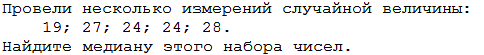 Провели несколько измерений случайной величины:
19; 27; 24; 24; 28.
Найдите медиану этого набора чисел.